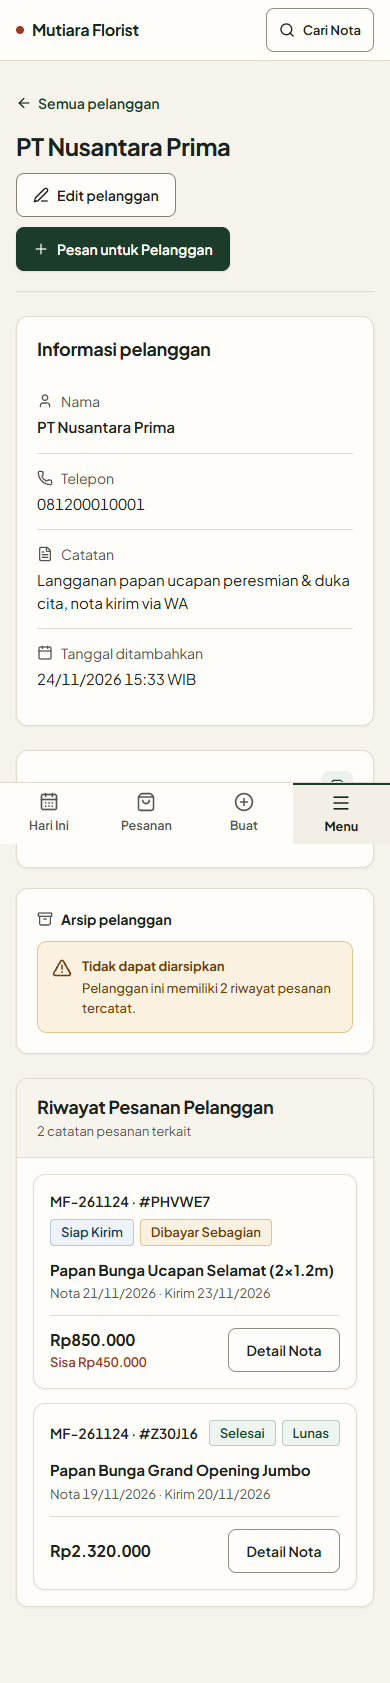 Mutiara Florist
Cari Nota
Semua pelanggan
PT Nusantara Prima
Edit pelanggan
Pesan untuk Pelanggan
Informasi pelanggan
Nama
PT Nusantara Prima
Telepon
081200010001
Catatan
Langganan papan ucapan peresmian & duka
cita, nota kirim via WA
Tanggal ditambahkan
24/11/2026 15:33 WIB
Hari Ini
Pesanan
Buat
Menu
Arsip pelanggan
Tidak dapat diarsipkan
Pelanggan ini memiliki 2 riwayat pesanan
tercatat.
Riwayat Pesanan Pelanggan
2 catatan pesanan terkait
MF-261124 · #PHVWE7
Siap Kirim
Dibayar Sebagian
Papan Bunga Ucapan Selamat (2×1.2m)
Nota 21/11/2026 · Kirim 23/11/2026
Rp850.000
Sisa Rp450.000
Detail Nota
MF-261124 · #Z30J16
Selesai
Lunas
Papan Bunga Grand Opening Jumbo
Nota 19/11/2026 · Kirim 20/11/2026
Rp2.320.000
Detail Nota